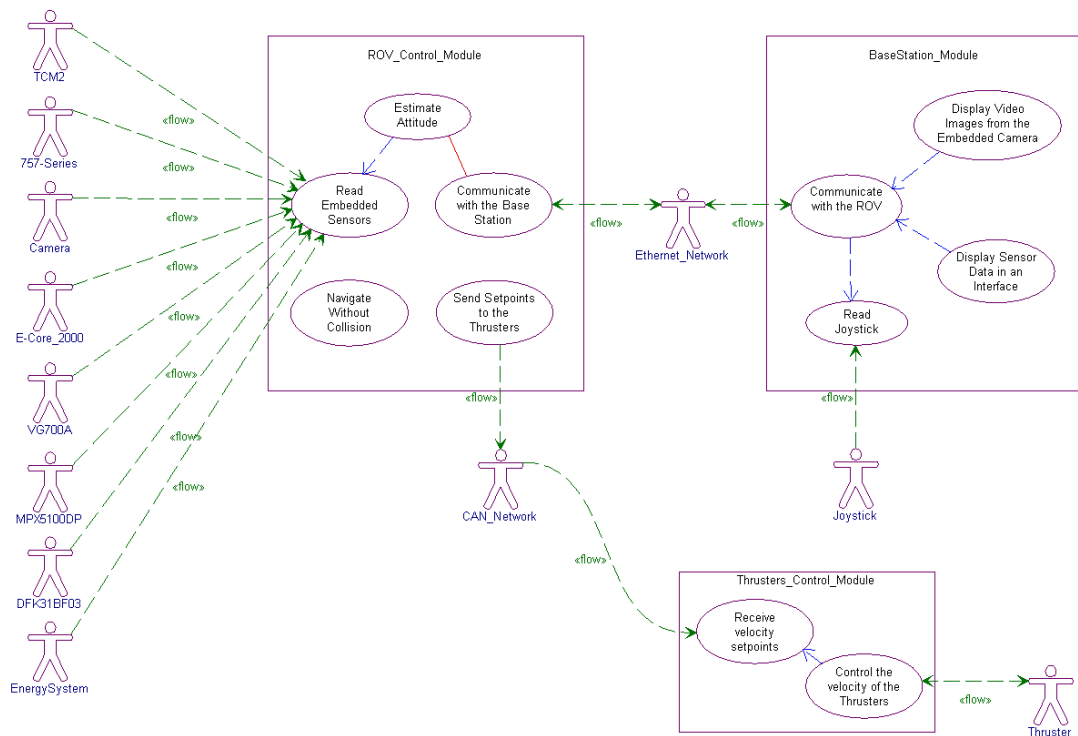 TCM2
757-Series
Camera
E-Core_2000
VG700A
MPX5100DP
DFK31BF03
EnergySystem
«flow»
«flow»
«flow»
«flow»
«flow»
«flow»
«flow»
«flow»
ROV_Control_Module
Estimate
Attitude
Read
Embedded
Sensors
Communicate
with the Base
Station
Navigate
Without
Collision
Send Setpoints
to the
Thrusters
«flow»
Ethernet_Network
«flow»
BaseStation_Module
Display Video
Images from the
Embedded Camera
Communicate
with the ROV
Display Sensor
Data in an
Interface
Read
Joystick
«flow»
Joystick
«flow»
CAN_Network
«flow»
Thrusters_Control_Module
Receive
velocity
setpoints
Control the
velocity of the
Thrusters
«flow»
Thruster